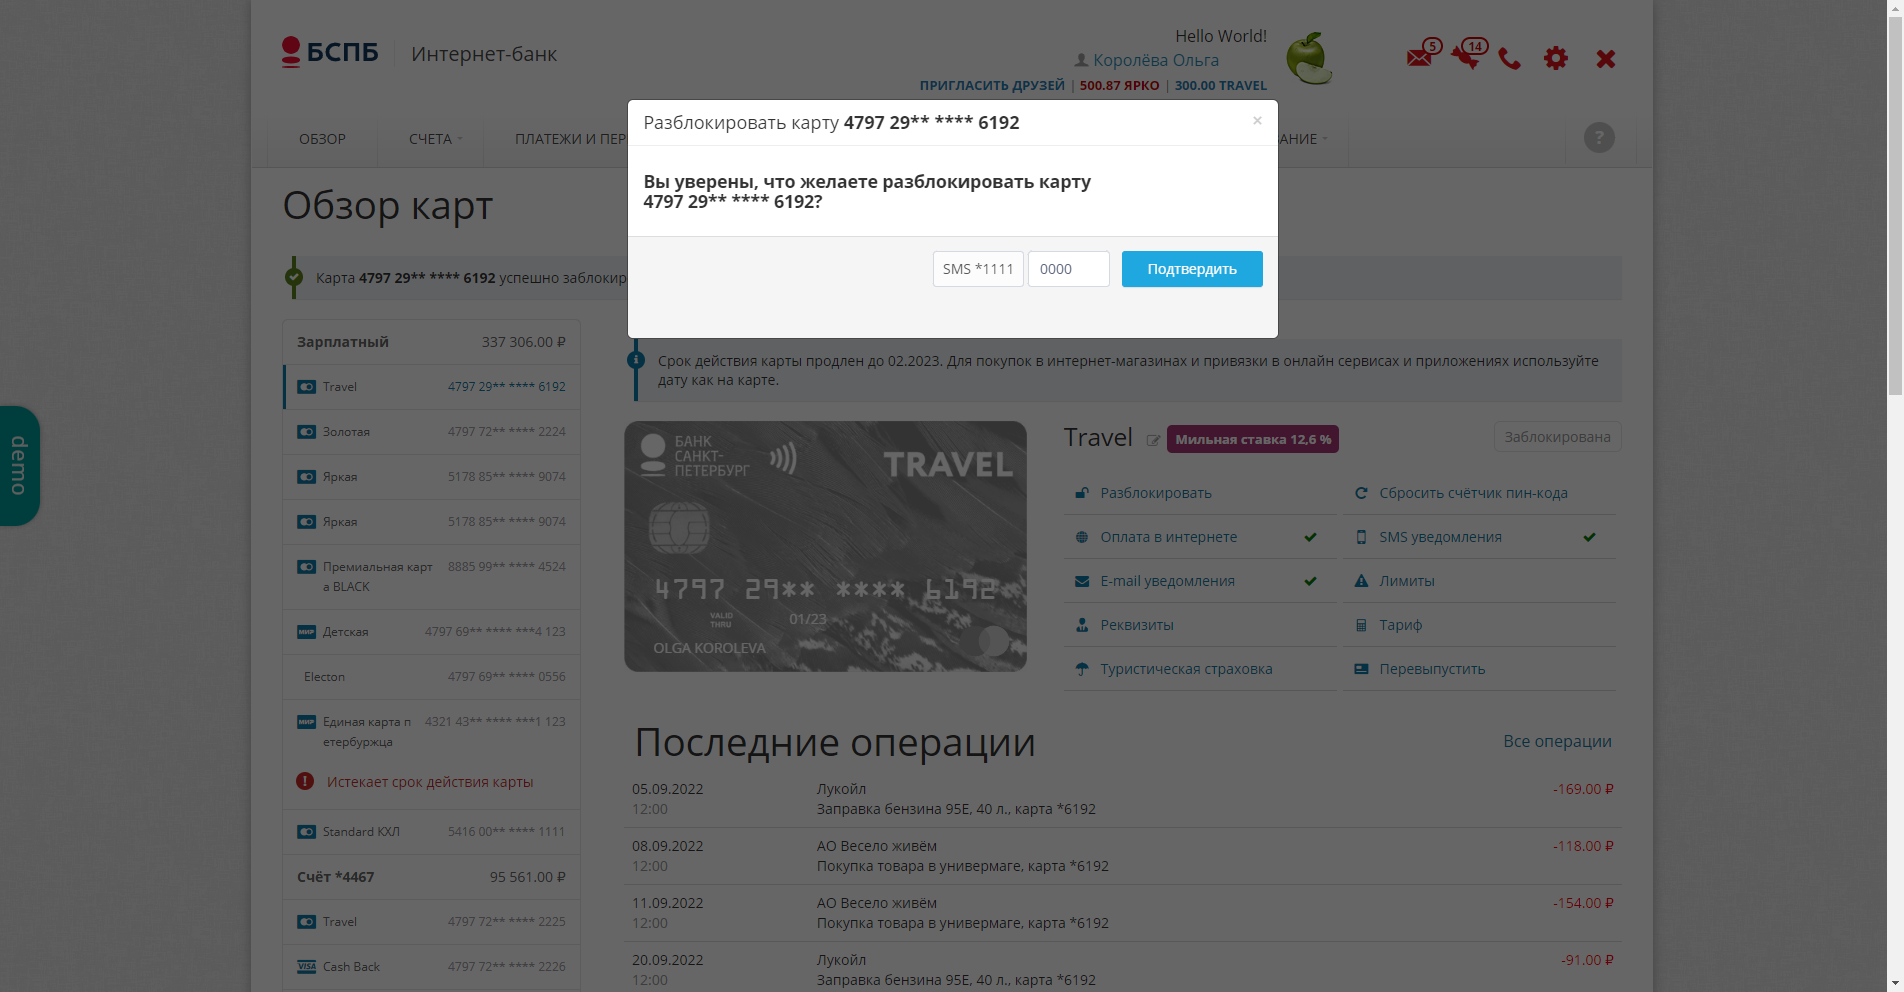 БСПБ
Интернет-банк
Hello World!
Королёва Ольга
ПРИГЛАСИТЬ ДРУЗЕЙ | 500.87 ЯРКО | 300.00 TRAVEL
5
14
ОБЗОР
СЧЕТА
ПЛАТЕЖИ И ПЕР
АНИЕ
?
Разблокировать карту 4797 29** **** 6192
×
Вы уверены, что желаете разблокировать карту
4797 29** **** 6192?
SMS *1111
0000
Подтвердить
Обзор карт
Карта 4797 29** **** 6192 успешно заблокир
demo
Зарплатный 337 306.00 ₽
Travel 4797 29** **** 6192
Золотая 4797 72** **** 2224
Яркая 5178 85** **** 9074
Яркая 5178 85** **** 9074
Премиальная карт 8885 99** **** 4524
а BLACK
МИР Детская 4797 69** **** ***4 123
Electon 4797 69** **** 0556
МИР Единая карта п 4321 43** **** ***1 123
етербуржца
Истекает срок действия карты
Standard КХЛ 5416 00** **** 1111
Счёт *4467 95 561.00 ₽
Travel 4797 72** **** 2225
VISA Cash Back 4797 72** **** 2226
Срок действия карты продлен до 02.2023. Для покупок в интернет-магазинах и привязки в онлайн сервисах и приложениях используйте
дату как на карте.
БАНК
САНКТ-
ПЕТЕРБУРГ
TRAVEL
4797 29** **** 6192
VALID
THRU
01/23
OLGA KOROLEVA
Travel
Мильная ставка 12,6 %
Заблокирована
Разблокировать
Сбросить счётчик пин-кода
Оплата в интернете
SMS уведомления
E-mail уведомления
Лимиты
Реквизиты
Тариф
Туристическая страховка
Перевыпустить
Последние операции
Все операции
05.09.2022 Лукойл -169.00 ₽
12:00 Заправка бензина 95Е, 40 л., карта *6192
08.09.2022 АО Весело живём -118.00 ₽
12:00 Покупка товара в универмаге, карта *6192
11.09.2022 АО Весело живём -154.00 ₽
12:00 Покупка товара в универмаге, карта *6192
20.09.2022 Лукойл -91.00 ₽
12:00 Заправка бензина 95Е, 40 л., карта *6192